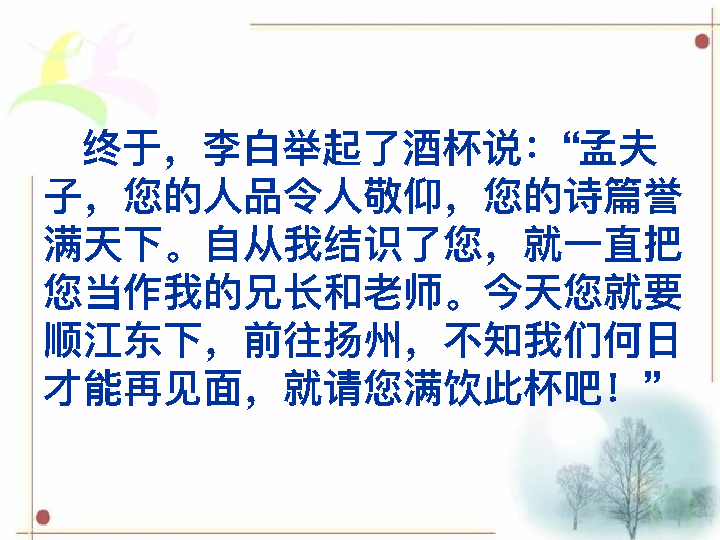 终于，李白举起了酒杯说：“孟夫
子，您的人品令人敬仰，您的诗篇誉
满天下。自从我结识了您，就一直把
您当作我的兄长和老师。今天您就要
顺江东下，前往扬州，不知我们何日
才能再见面，就请您满饮此杯吧！”